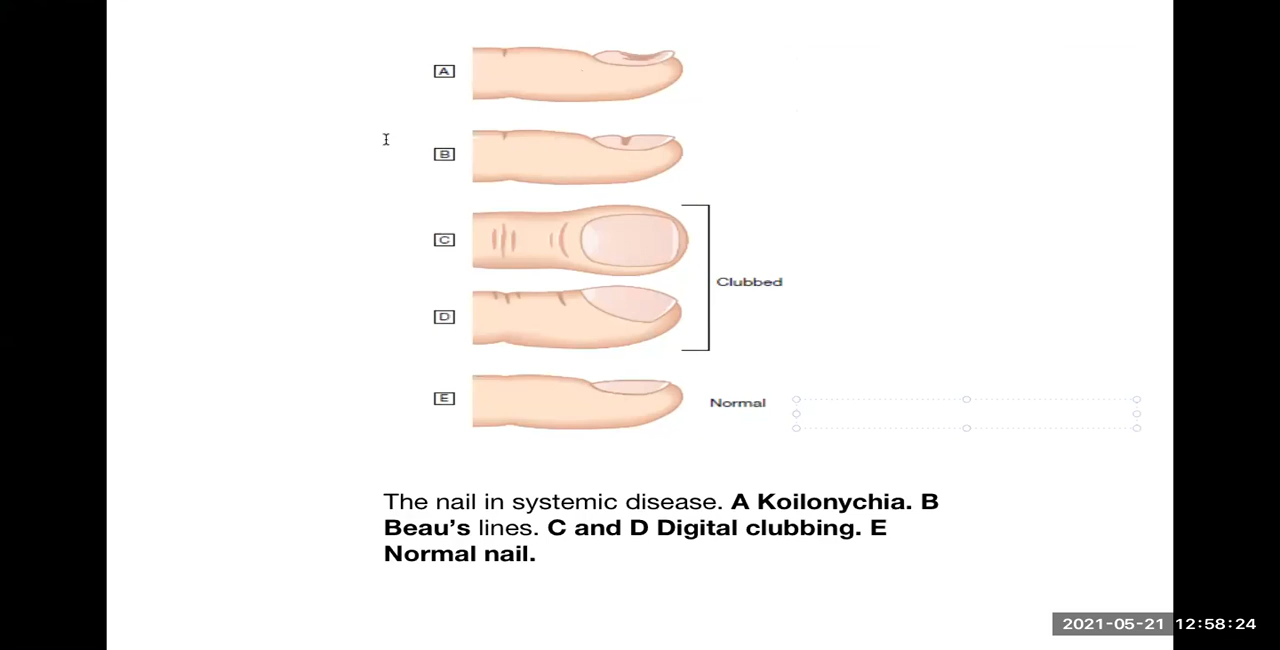 A
B
C
Clubbed
D
E
Normal
The nail in systemic disease. A Koilonychia. B
Beau's lines. C and D Digital clubbing. E
Normal nail.
2021-05-21 12:58:24